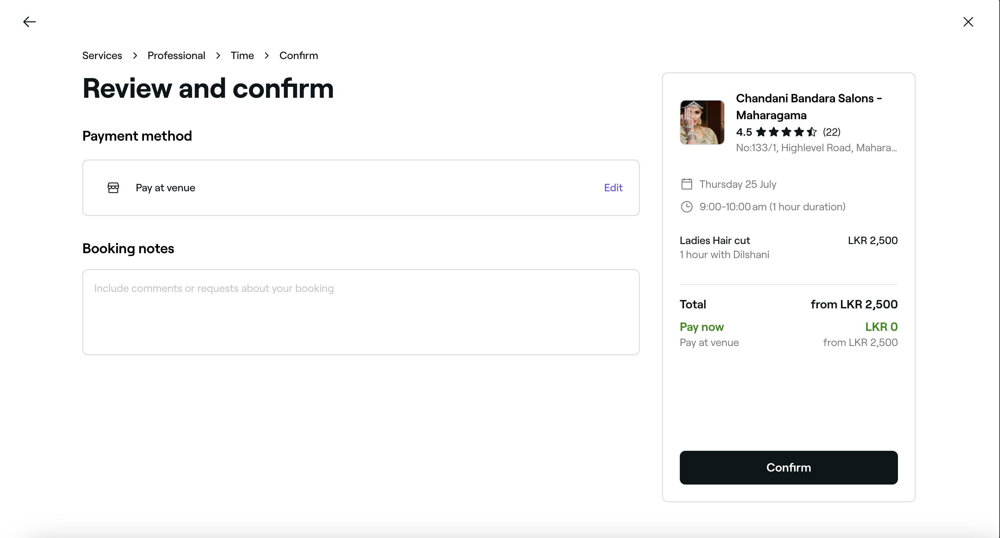 Services > Professional > Time > Confirm
Review and confirm
Payment method
Pay at venue
Edit
Booking notes
Include comments or requests about your booking
Chandani Bandara Salons -
Maharagama
4.5 (22)
No:133/1, Highlevel Road, Mahara...
Thursday 25 July
9:00-10:00 am (1 hour duration)
Ladies Hair cut LKR 2,500
1 hour with Dilshani
Total from LKR 2,500
Pay now LKR 0
Pay at venue from LKR 2,500
Confirm